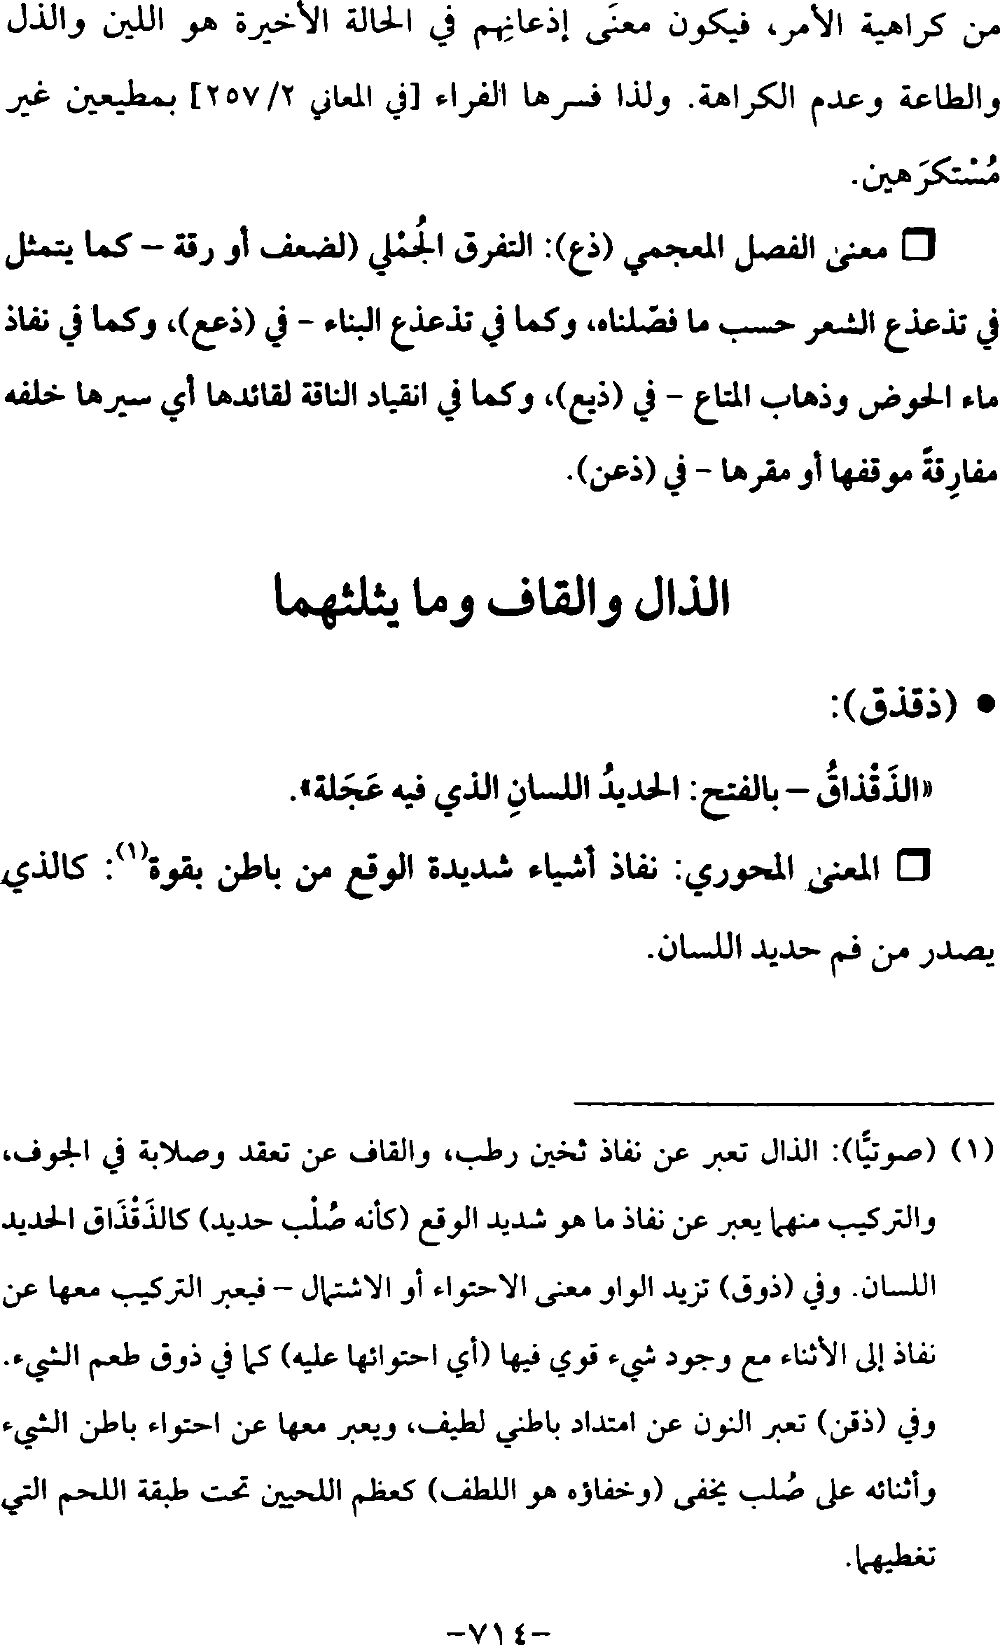 من كراهية الأمر، فيكون معنَى إذعانِهم في الحالة الأخيرة هو اللين والذل
والطاعة وعدم الكراهة. ولذا فسرها الفراء [في المعاني ٢/ ٢٥٧] بمطيعين غير
مُسْتكرَهين.
❒ معنى الفصل المعجمي (ذع): التفرق الجُمْلي (لضعف أو رقة – كما يتمثل
في تذعذع الشعر حسب ما فصّلناه، وكما في تذعذع البناء - في (ذعع)، وكما في نفاذ
ماء الحوض وذهاب المتاع - في (ذيع)، وكما في انقياد الناقة لقائدها أي سيرها خلفه
مفارِقةً موقفها أو مقرها - في (ذعن).
الذال والقاف وما يثلثهما
• (ذقذق):
«الذَقْذاقُ – بالفتح: الحديدُ اللسانِ الذي فيه عَجَلة».
❒ المعنى المحوري: نفاذ أشياء شديدة الوقع من باطن بقوة(١): كالذي
يصدر من فم حديد اللسان.
(١) (صوتيًّا): الذال تعبر عن نفاذ ثخين رطب، والقاف عن تعقد وصلابة في الجوف،
والتركيب منهما يعبر عن نفاذ ما هو شديد الوقع (كأنه صُلْب حديد) كالذَقْذَاق الحديد
اللسان. وفي (ذوق) تزيد الواو معنى الاحتواء أو الاشتمال – فيعبر التركيب معها عن
نفاذ إلى الأثناء مع وجود شيء قوي فيها (أي احتوائها عليه) كما في ذوق طعم الشيء.
وفي (ذقن) تعبر النون عن امتداد باطني لطيف، ويعبر معها عن احتواء باطن الشيء
وأثنائه على صُلب يخفى (وخفاؤه هو اللطف) كعظم اللحيين تحت طبقة اللحم التي
تغطيهما.
-٧١٤-